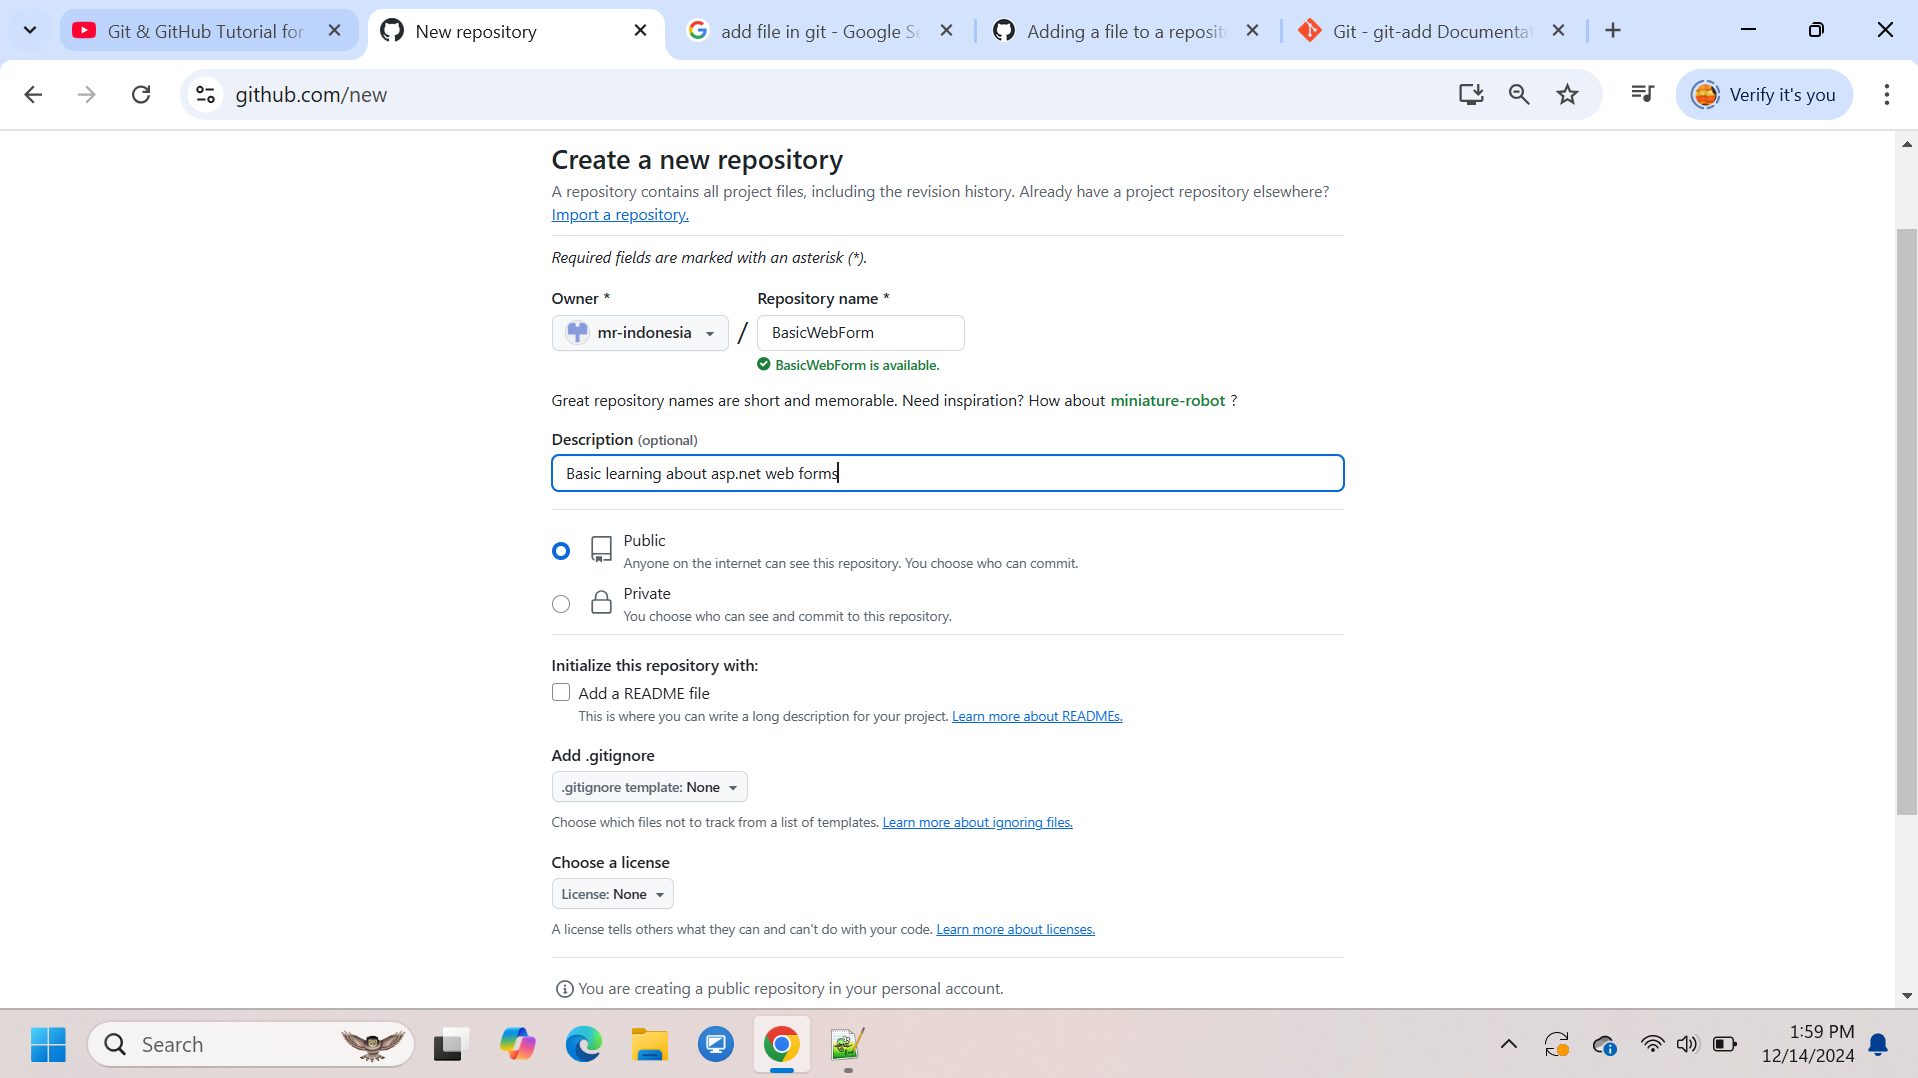 Git & GitHub Tutorial for
New repository
add file in git - Google Se
Adding a file to a reposit
Git - git-add Documentat
github.com/new
Verify it's you
Create a new repository
A repository contains all project files, including the revision history. Already have a project repository elsewhere?
Import a repository.
Required fields are marked with an asterisk (*).
Owner *
Repository name *
mr-indonesia
/
BasicWebForm
BasicWebForm is available.
Great repository names are short and memorable. Need inspiration? How about miniature-robot ?
Description (optional)
Basic learning about asp.net web forms
Public
Anyone on the internet can see this repository. You choose who can commit.
Private
You choose who can see and commit to this repository.
Initialize this repository with:
Add a README file
This is where you can write a long description for your project. Learn more about READMEs.
Add .gitignore
.gitignore template: None
Choose which files not to track from a list of templates. Learn more about ignoring files.
Choose a license
License: None
A license tells others what they can and can't do with your code. Learn more about licenses.
You are creating a public repository in your personal account.
Search
1:59 PM
12/14/2024